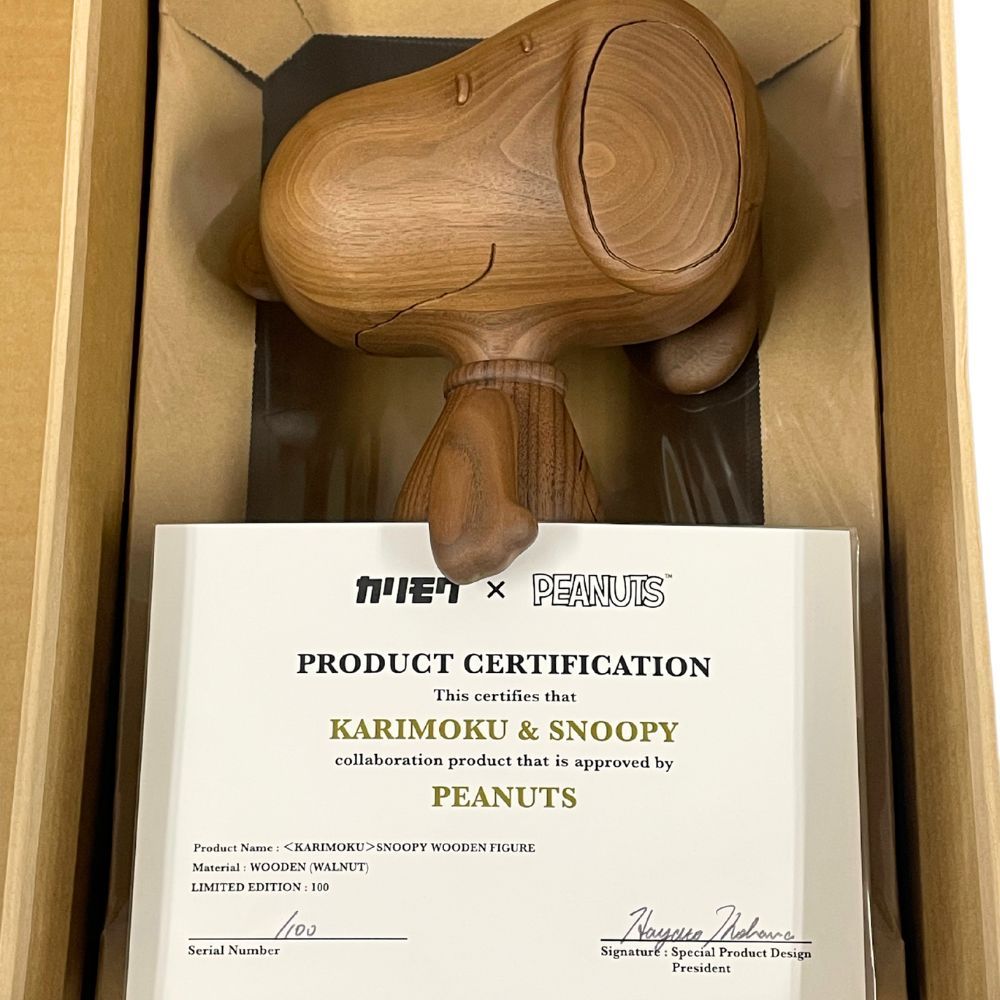 カリモク × PEANUTS™
PRODUCT CERTIFICATION
This certifies that
KARIMOKU & SNOOPY
collaboration product that is approved by
PEANUTS
Product Name : <KARIMOKU>SNOOPY WOODEN FIGURE
Material : WOODEN (WALNUT)
LIMITED EDITION : 100
/100
Serial Number
Signature : Special Product Design
President